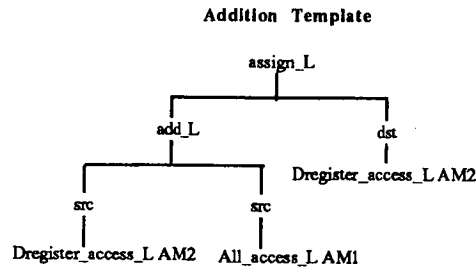 Addition Template
assign_L
add_L
dst
Dregister_access_L AM2
src
src
Dregister_access_L AM2
All_access_L AM1